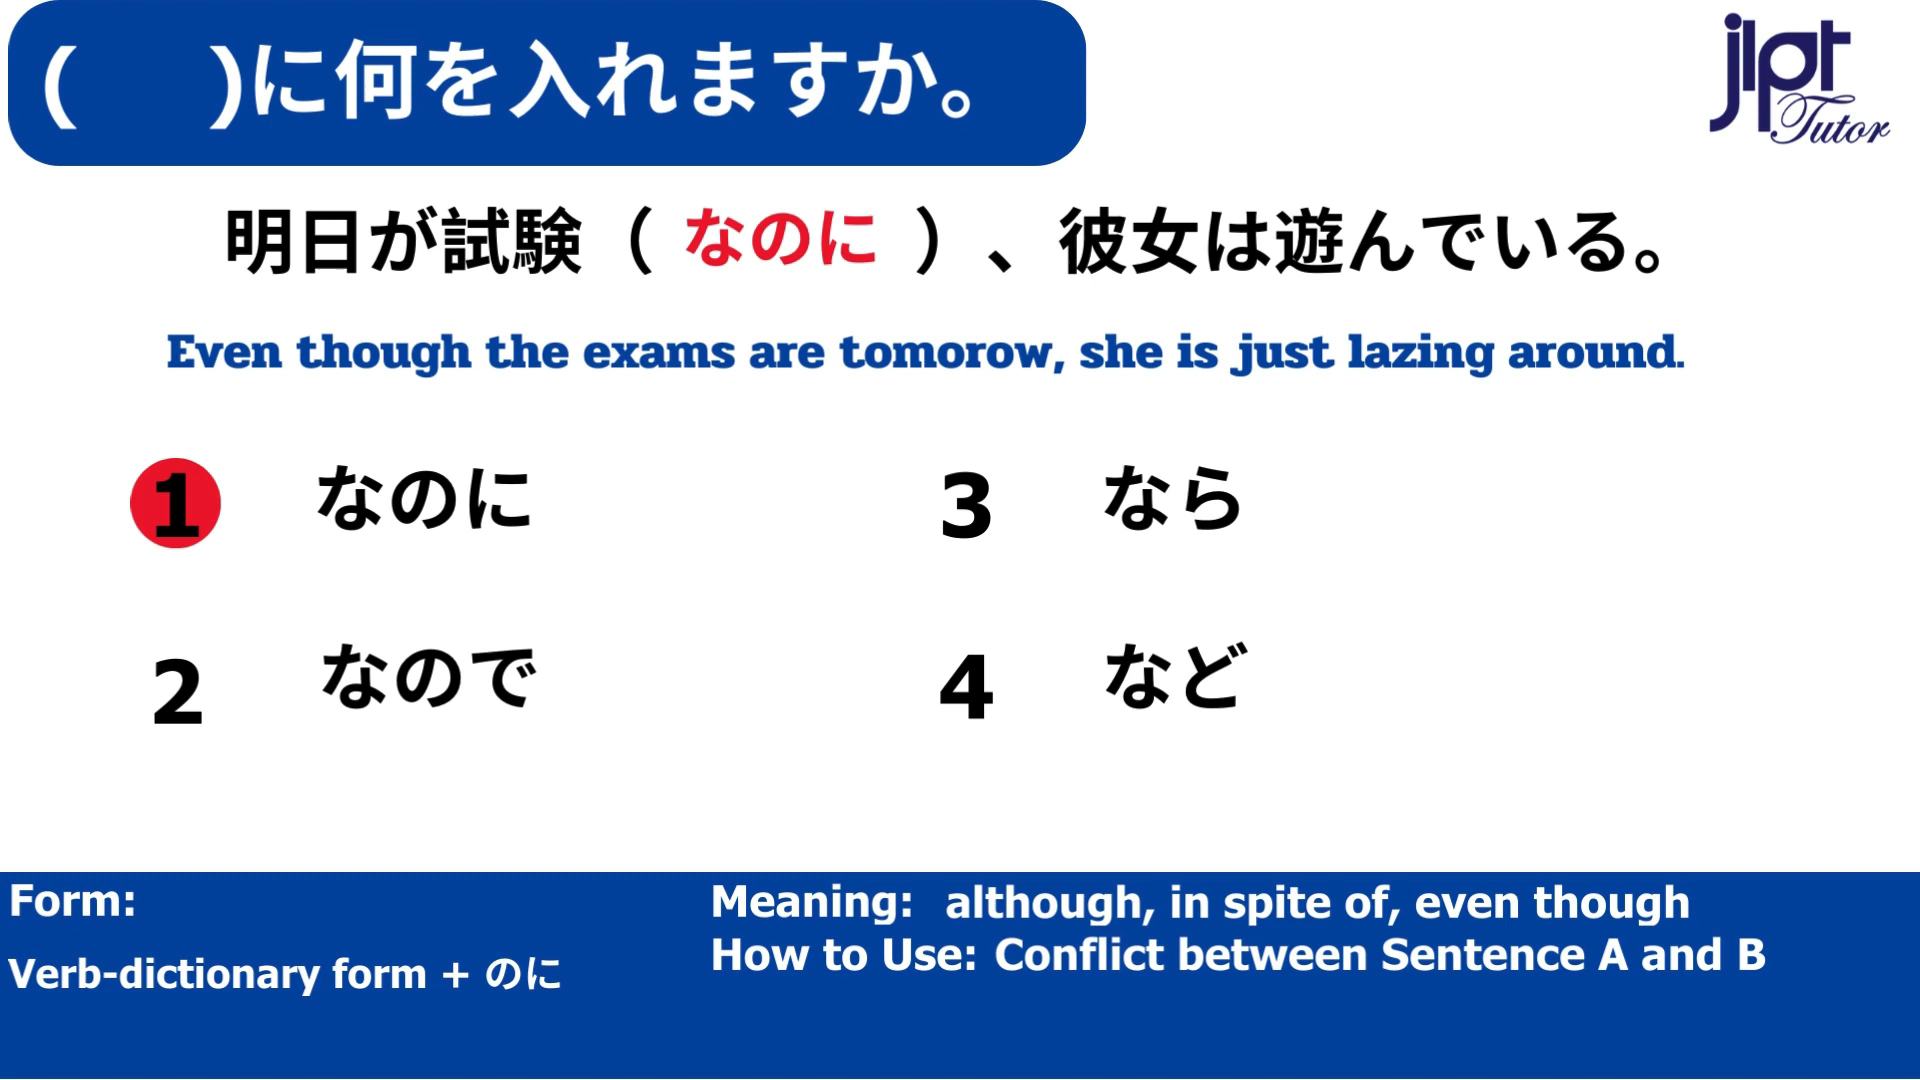 (　　)に何を入れますか。
jlpt
Tutor
明日が試験（ なのに ）、彼女は遊んでいる。
Even though the exams are tomorow, she is just lazing around.
1 なのに
3 なら
2 なので
4 など
Form:
Verb-dictionary form + のに
Meaning: although, in spite of, even though
How to Use: Conflict between Sentence A and B